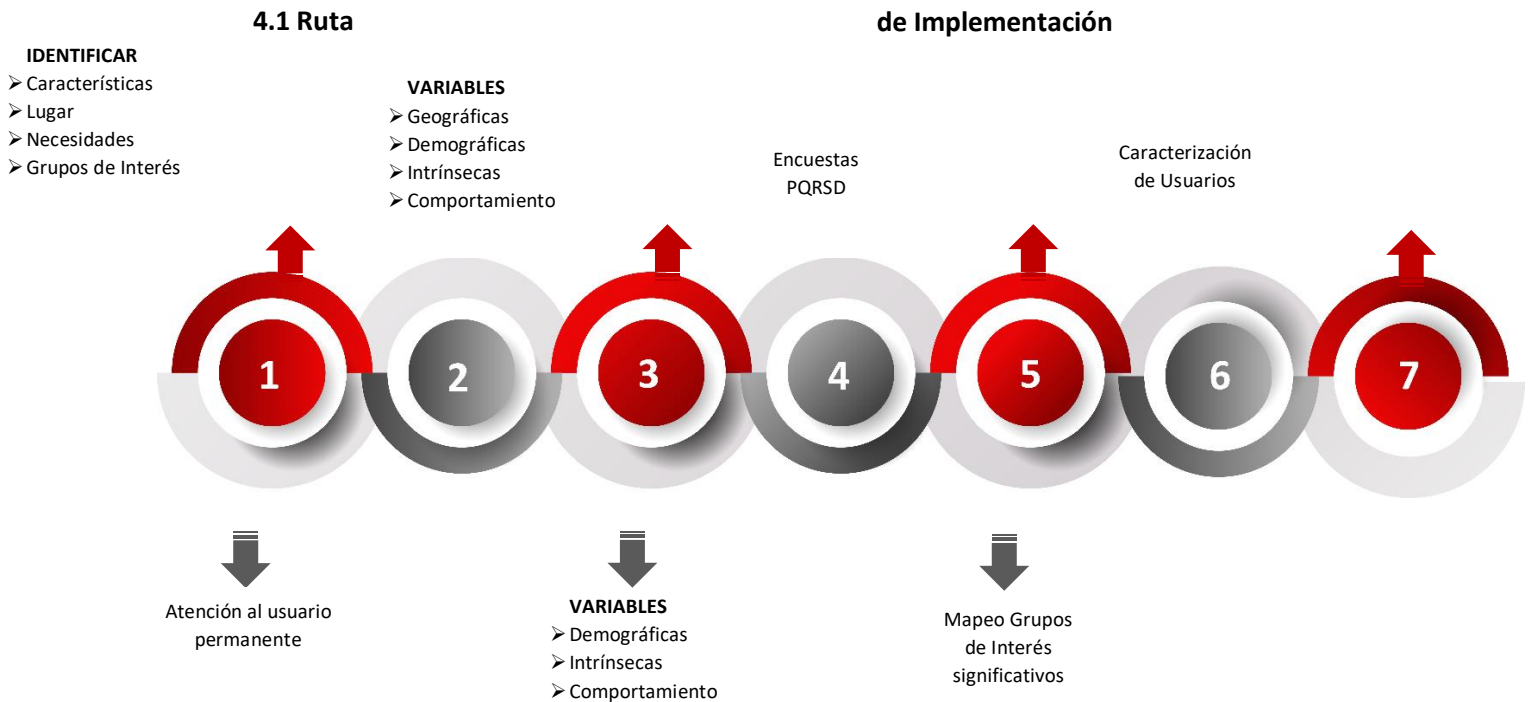 4.1 Ruta de Implementación
IDENTIFICAR
➢ Características
➢ Lugar
➢ Necesidades
➢ Grupos de Interés
VARIABLES
➢ Geográficas
➢ Demográficas
➢ Intrínsecas
➢ Comportamiento
Encuestas
PQRSD
Caracterización
de Usuarios
1
2
3
4
5
6
7
Atención al usuario
permanente
VARIABLES
➢ Demográficas
➢ Intrínsecas
➢ Comportamiento
Mapeo Grupos
de Interés
significativos